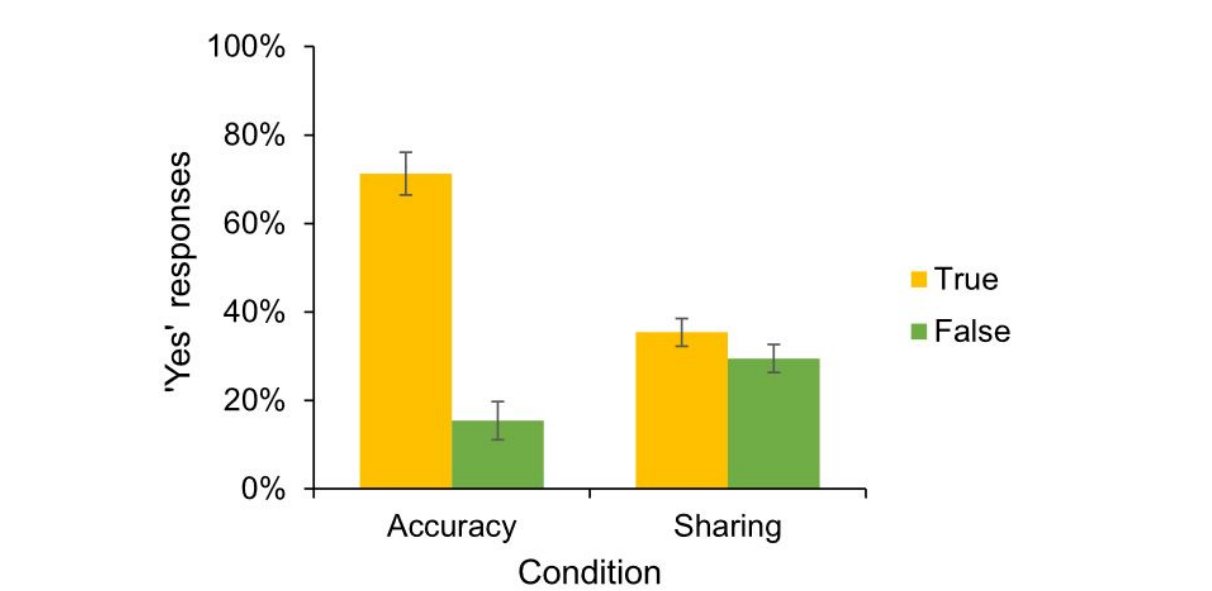 100%
80%
60%
40%
20%
0%
'Yes' responses
Accuracy
Sharing
Condition
True
False